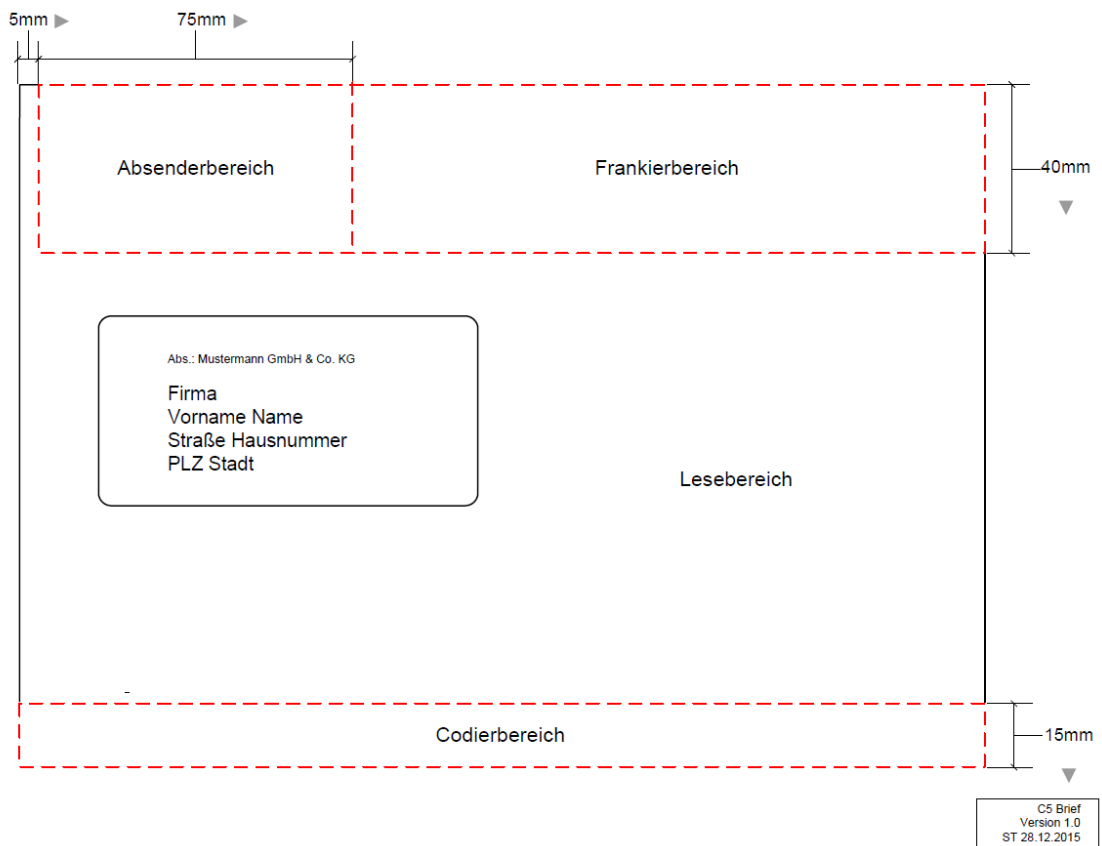 5mm
75mm
Absenderbereich
Frankierbereich
40mm
Abs.: Mustermann GmbH & Co. KG
Firma
Vorname Name
Straße Hausnummer
PLZ Stadt
Lesebereich
Codierbereich
15mm
C5 Brief
Version 1.0
ST 28.12.2015